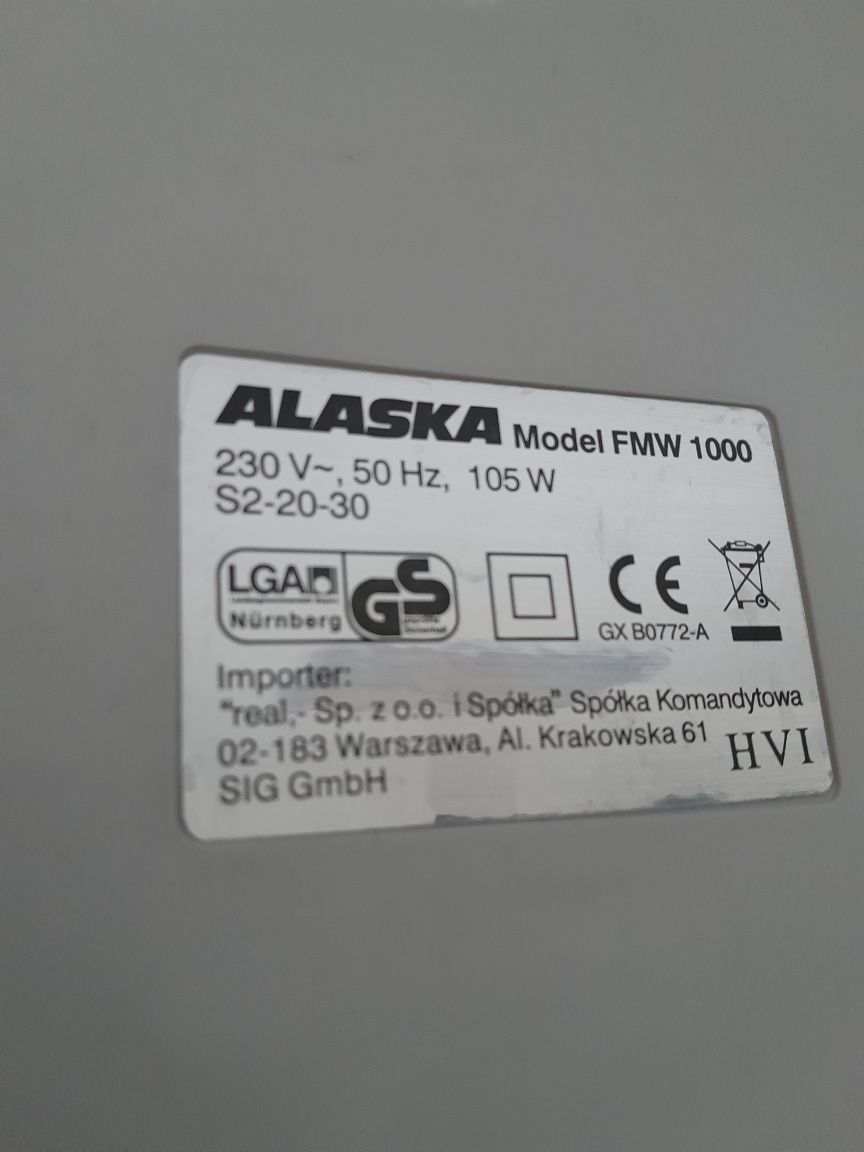 ALASKA Model FMW 1000
230 V~, 50 Hz, 105 W
S2-20-30
LGA
Nürnberg
GS
CE
GX B0772-A
Importer:
"real,- Sp. z o.o. i Spółka" Spółka Komandytowa
02-183 Warszawa, Al. Krakowska 61
SIG GmbH
HVI